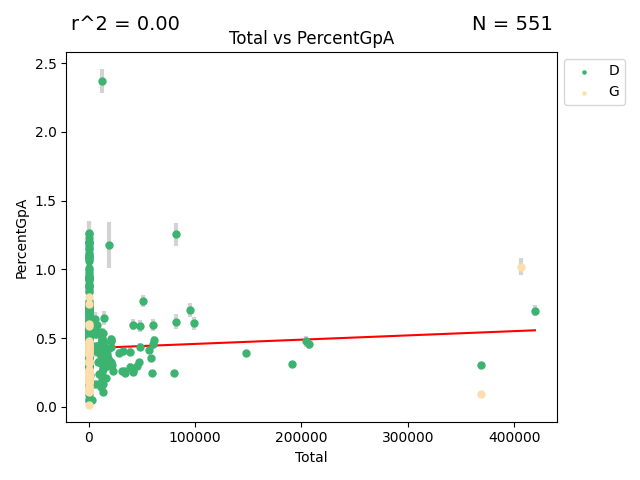 r^2 = 0.00
N = 551
Total vs PercentGpA
D
G
2.5
2.0
1.5
1.0
0.5
0.0
PercentGpA
0 100000 200000 300000 400000
Total